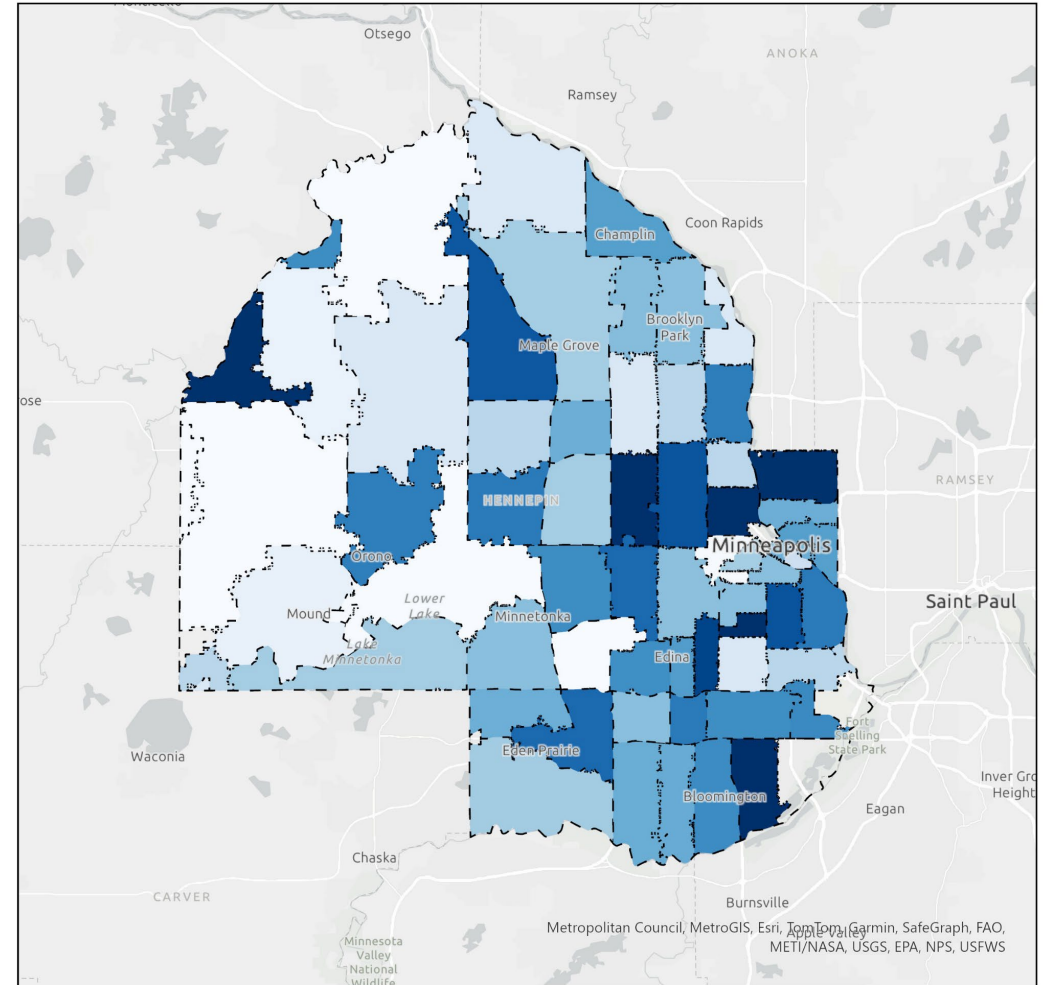 Otsego
ANOKA
Ramsey
Coon Rapids
Champlin
Brooklyn
Park
Maple Grove
ose
RAMSEY
HENNEPIN
Minneapolis
Orono
Saint Paul
Lower
Lake
Mound
Minnetonka
Lake
Minnetonka
Edina
Fort
Snelling
State Park
Waconia
Eden Prairie
Inver Gro
Height
Bloomington
Eagan
Chaska
CARVER
Burnsville
Apple Valley
Metropolitan Council, MetroGIS, Esri, TomTom, Garmin, SafeGraph, FAO,
METI/NASA, USGS, EPA, NPS, USFWS
Minnesota
Valley
National
Wildlife